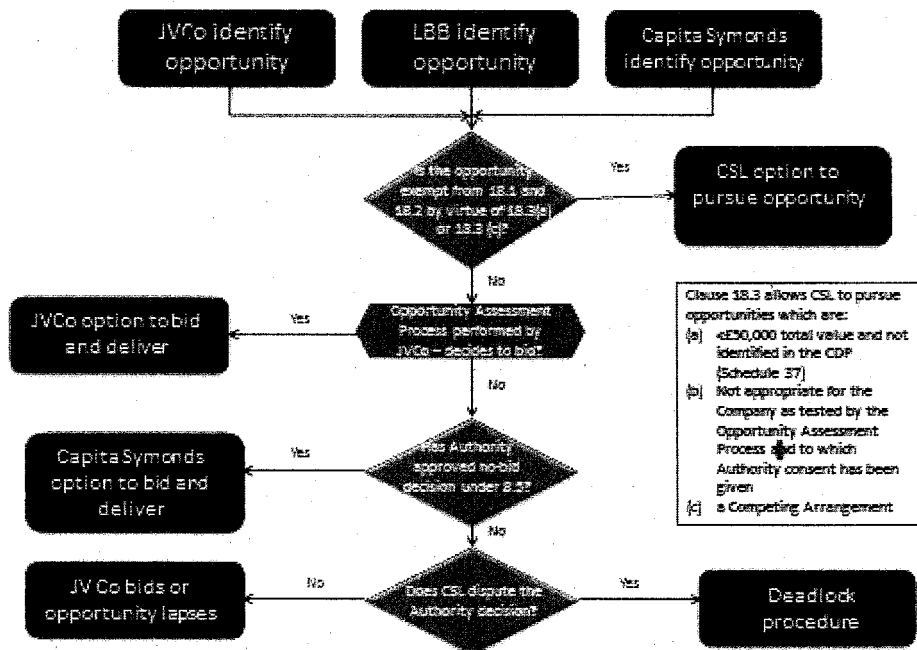 JVCo identify
opportunity
LBB identify
opportunity
Capita Symonds
identify opportunity
Is the opportunity
exempt from 18.1 and
18.2 by virtue of 18.3(a)
or 18.3 (c)?
Yes
CSL option to
pursue opportunity
No
Opportunity Assessment
Process performed by
JVCo – decides to bid?
Yes
JVCo option to bid
and deliver
Clause 18.3 allows CSL to pursue
opportunities which are:
(a) <£50,000 total value and not
identified in the CDP
(Schedule 37)
(b) Not appropriate for the
Company as tested by the
Opportunity Assessment
Process and to which
Authority consent has been
given
(c) a Competing Arrangement
No
Has Authority
approved no-bid
decision under 8.5?
Yes
Capita Symonds
option to bid and
deliver
No
Does CSL dispute the
Authority decision?
No
JV Co bids or
opportunity lapses
Yes
Deadlock
procedure